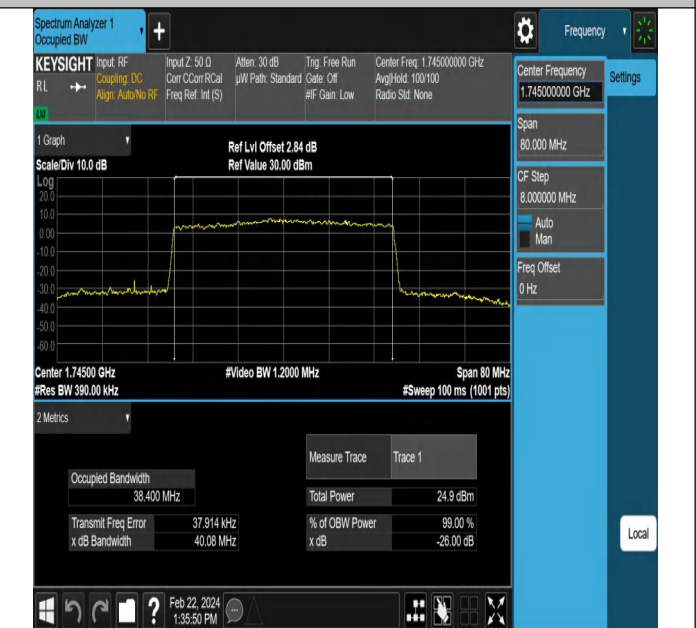 Spectrum Analyzer 1
Occupied BW
Frequency
KEYSIGHT
RL
LXI
Input: RF
Coupling: DC
Align: Auto/No RF
Input Z: 50 Ω
Corr CCorr RCal
Freq Ref: Int (S)
Atten: 30 dB
µW Path: Standard
Trig: Free Run
Gate: Off
#IF Gain: Low
Center Freq: 1.745000000 GHz
Avg|Hold: 100/100
Radio Std: None
Center Frequency
1.745000000 GHz
Settings
Span
80.000 MHz
CF Step
8.000000 MHz
Auto
Man
Freq Offset
0 Hz
1 Graph
Scale/Div 10.0 dB
Ref Lvl Offset 2.84 dB
Ref Value 30.00 dBm
Log
20.0
10.0
0.00
-10.0
-20.0
-30.0
-40.0
-50.0
-60.0
Center 1.74500 GHz
#Video BW 1.2000 MHz
Span 80 MHz
#Res BW 390.00 kHz
#Sweep 100 ms (1001 pts)
2 Metrics
Measure Trace
Trace 1
Occupied Bandwidth
38.400 MHz
Total Power
24.9 dBm
Transmit Freq Error
37.914 kHz
% of OBW Power
99.00 %
x dB Bandwidth
40.08 MHz
x dB
-26.00 dB
Local
?
Feb 22, 2024
1:35:50 PM